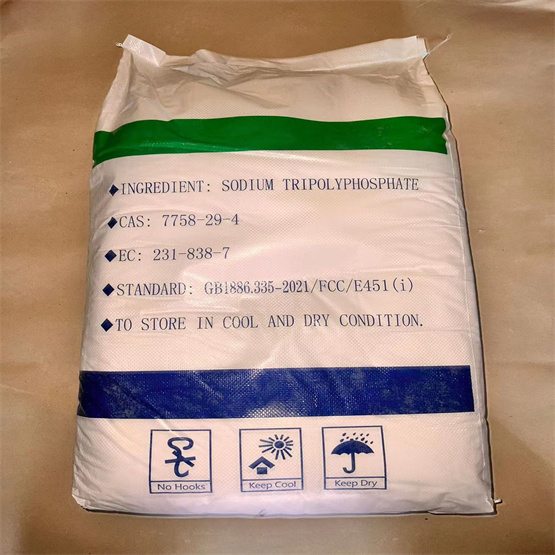 ◆INGREDIENT: SODIUM TRIPOLYPHOSPHATE
◆CAS: 7758-29-4
◆EC: 231-838-7
◆STANDARD: GB1886.335-2021/FCC/E451(i)
◆TO STORE IN COOL AND DRY CONDITION.
No Hooks
Keep Cool
Keep Dry